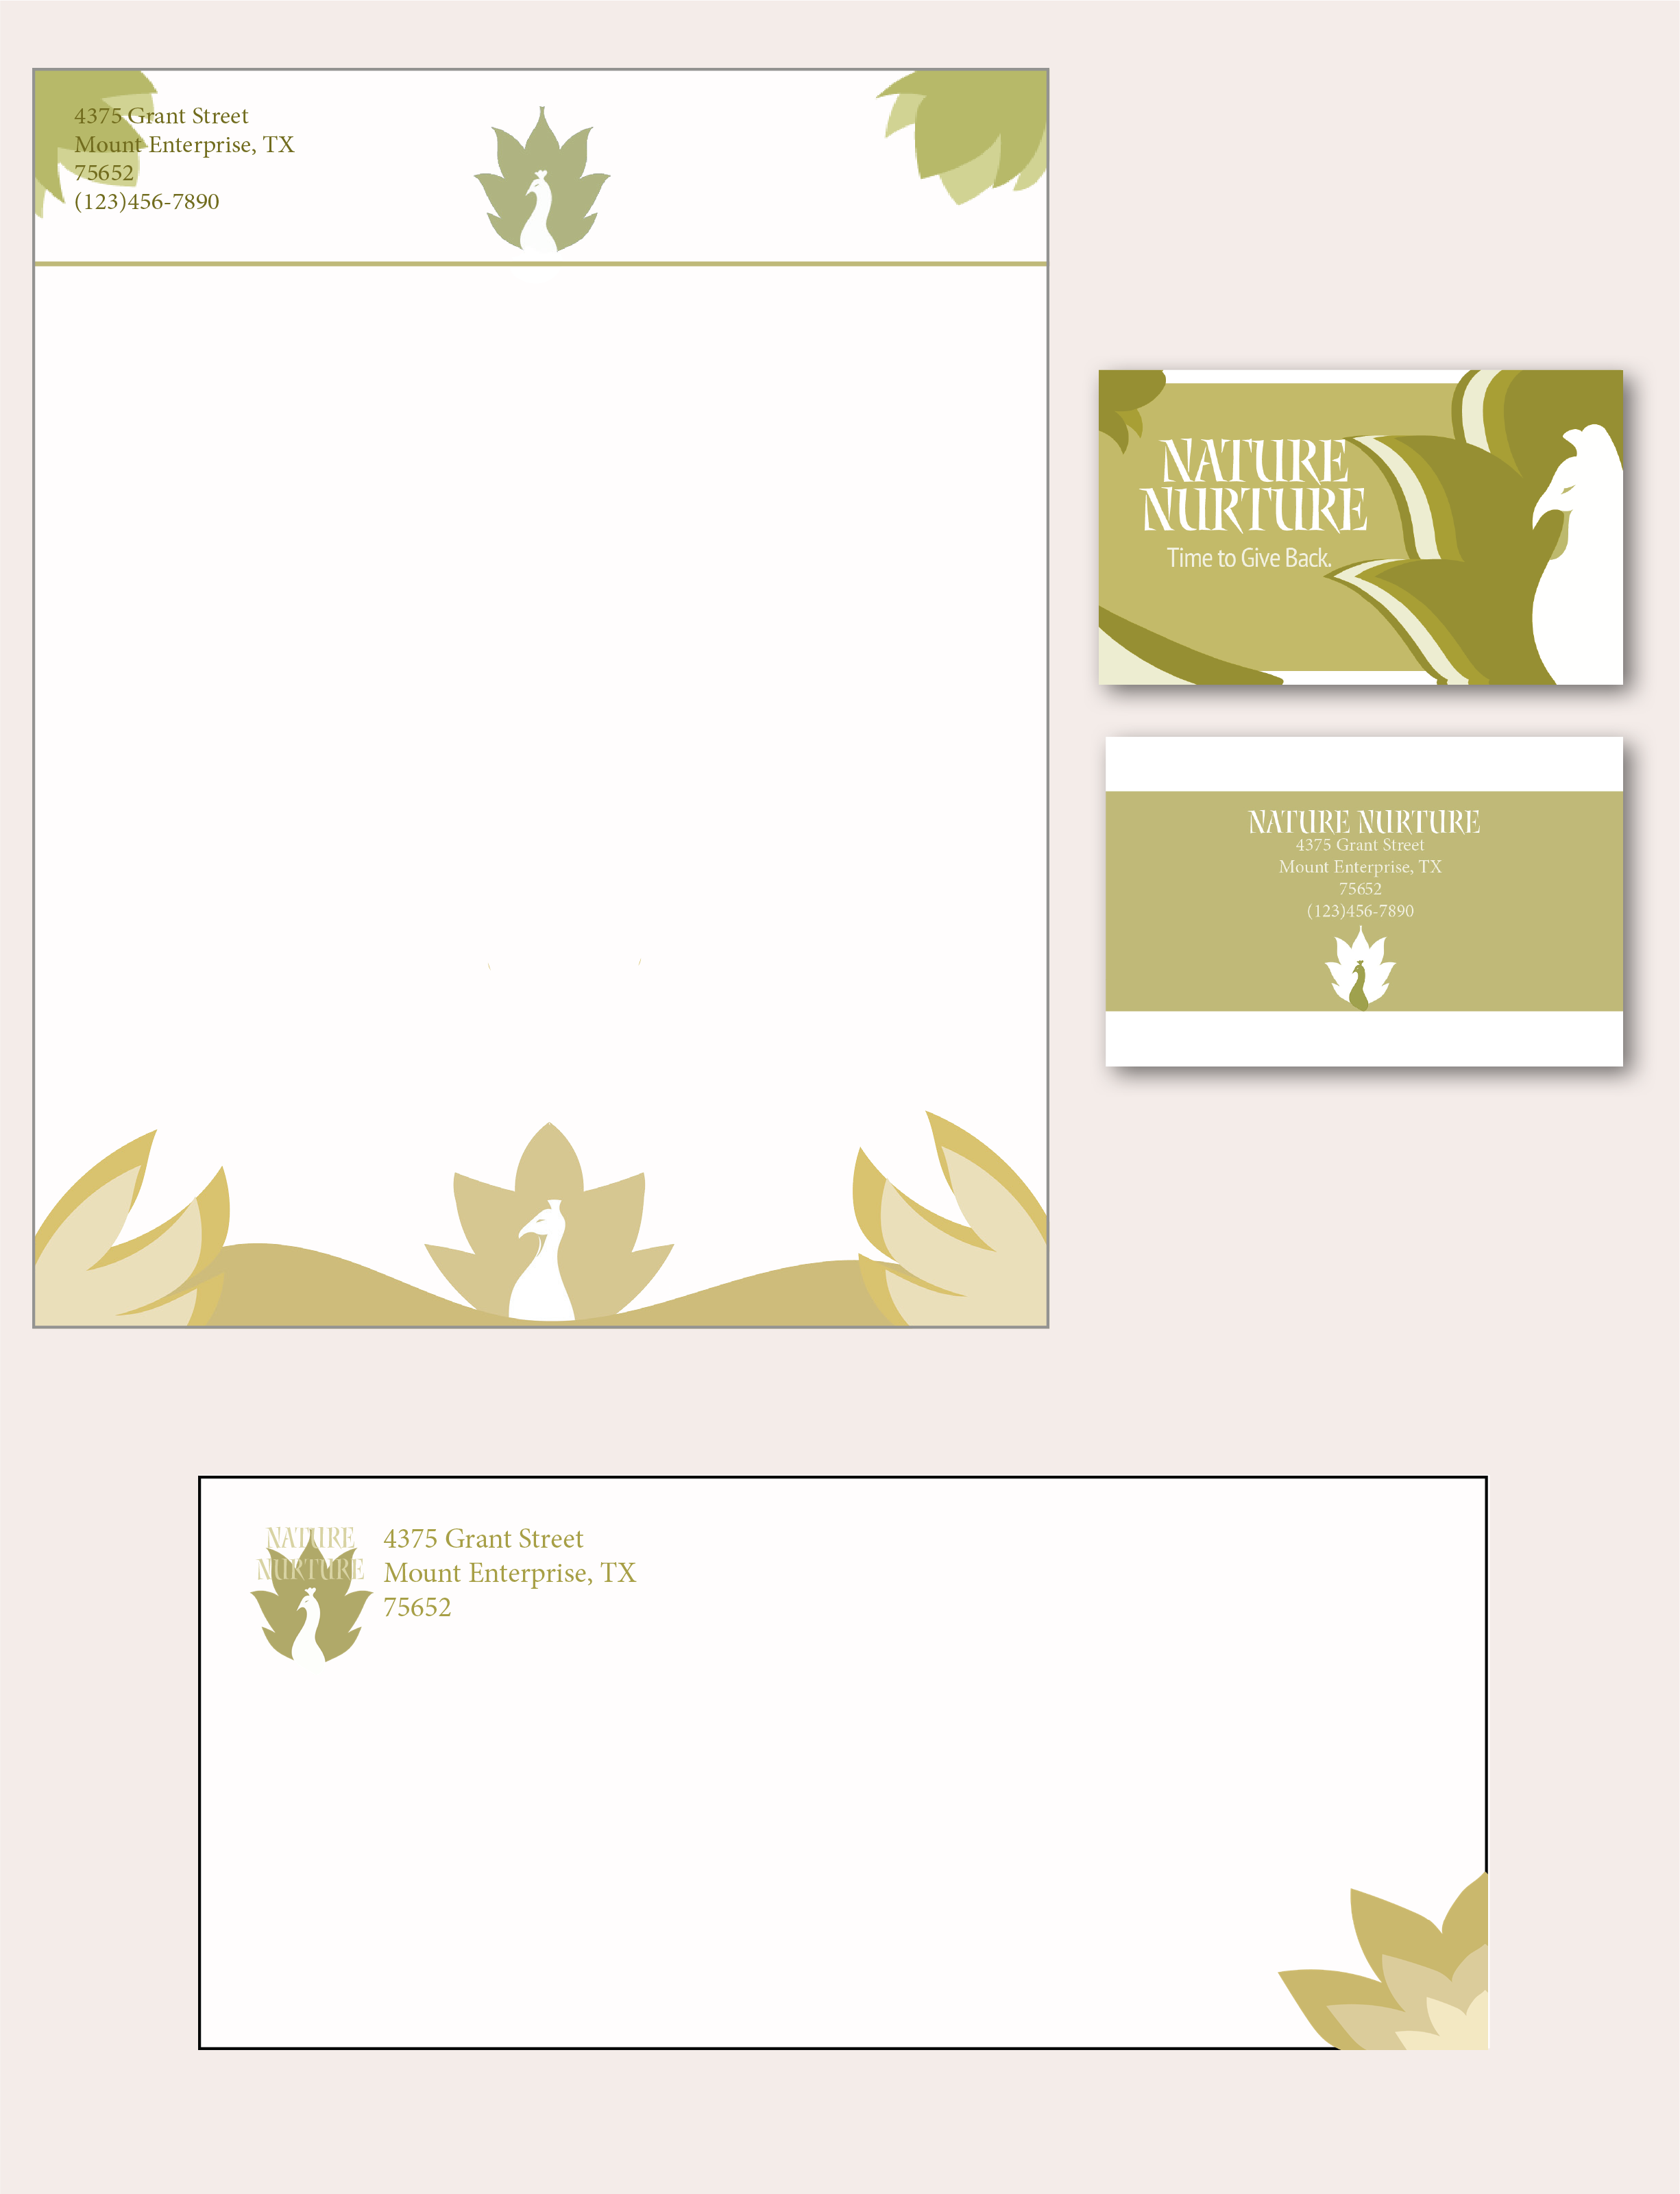 4375 Grant Street
Mount Enterprise, TX
75652
(123)456-7890
NATURE
NURTURE
Time to Give Back.
NATURE NURTURE
4375 Grant Street
Mount Enterprise, TX
75652
(123)456-7890
NATURE
NURTURE
4375 Grant Street
Mount Enterprise, TX
75652